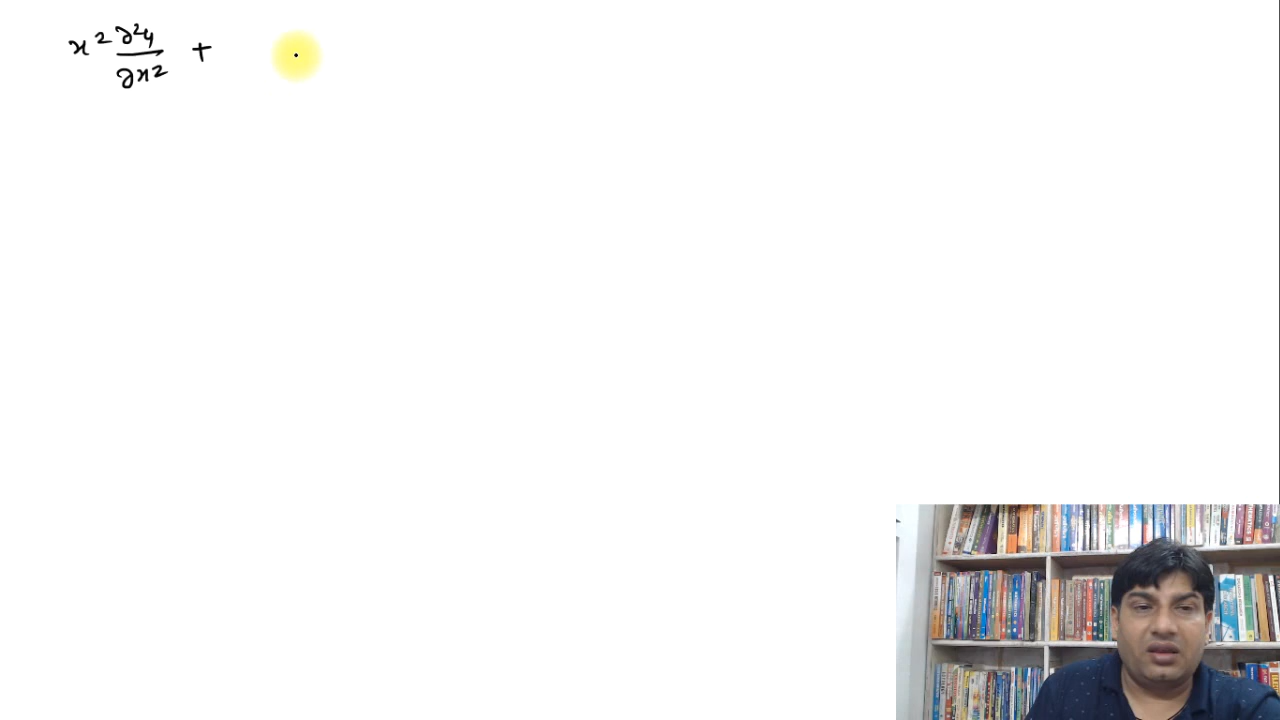 x² ∂²y/∂x² +